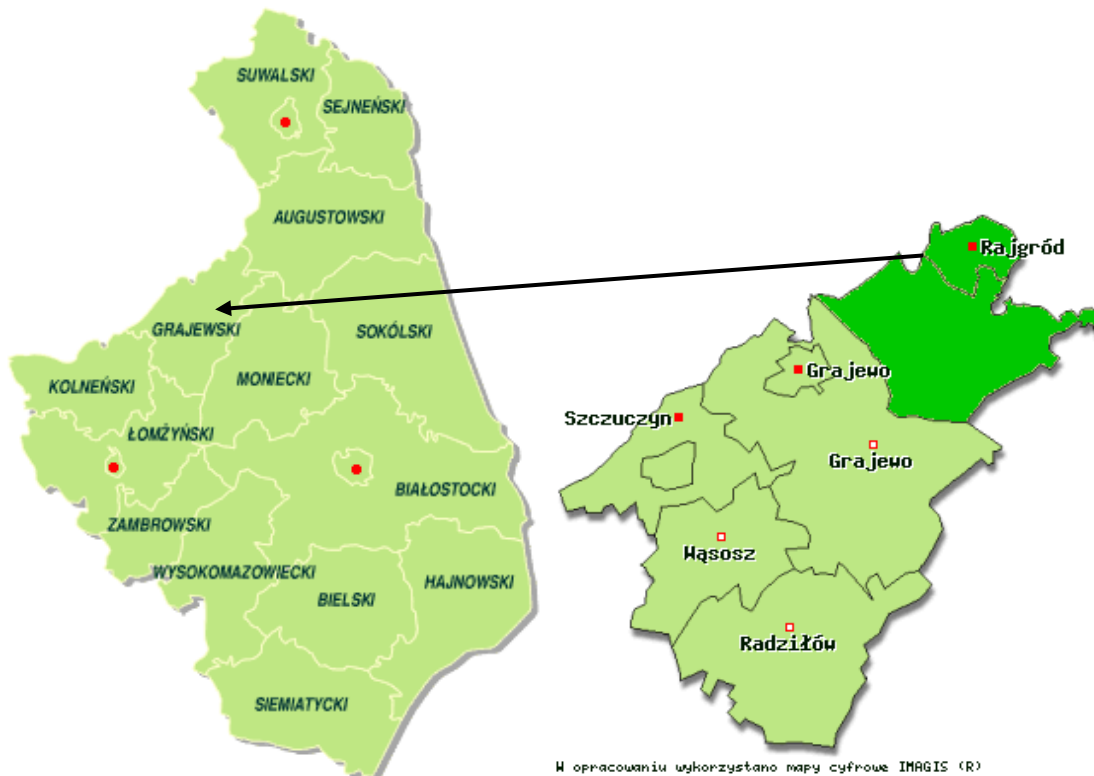 SUWALSKI
SEJNEŃSKI
AUGUSTOWSKI
GRAJEWSKI
SOKÓLSKI
KOLNEŃSKI
MONIECKI
ŁOMŻYŃSKI
BIAŁOSTOCKI
ZAMBROWSKI
WYSOKOMAZOWIECKI
HAJNOWSKI
BIELSKI
SIEMIATYCKI
Rajgród
Grajewo
Szczuczyn
Grajewo
Wąsosz
Radziłów
W opracowaniu wykorzystano mapy cyfrowe IMAGIS (R)